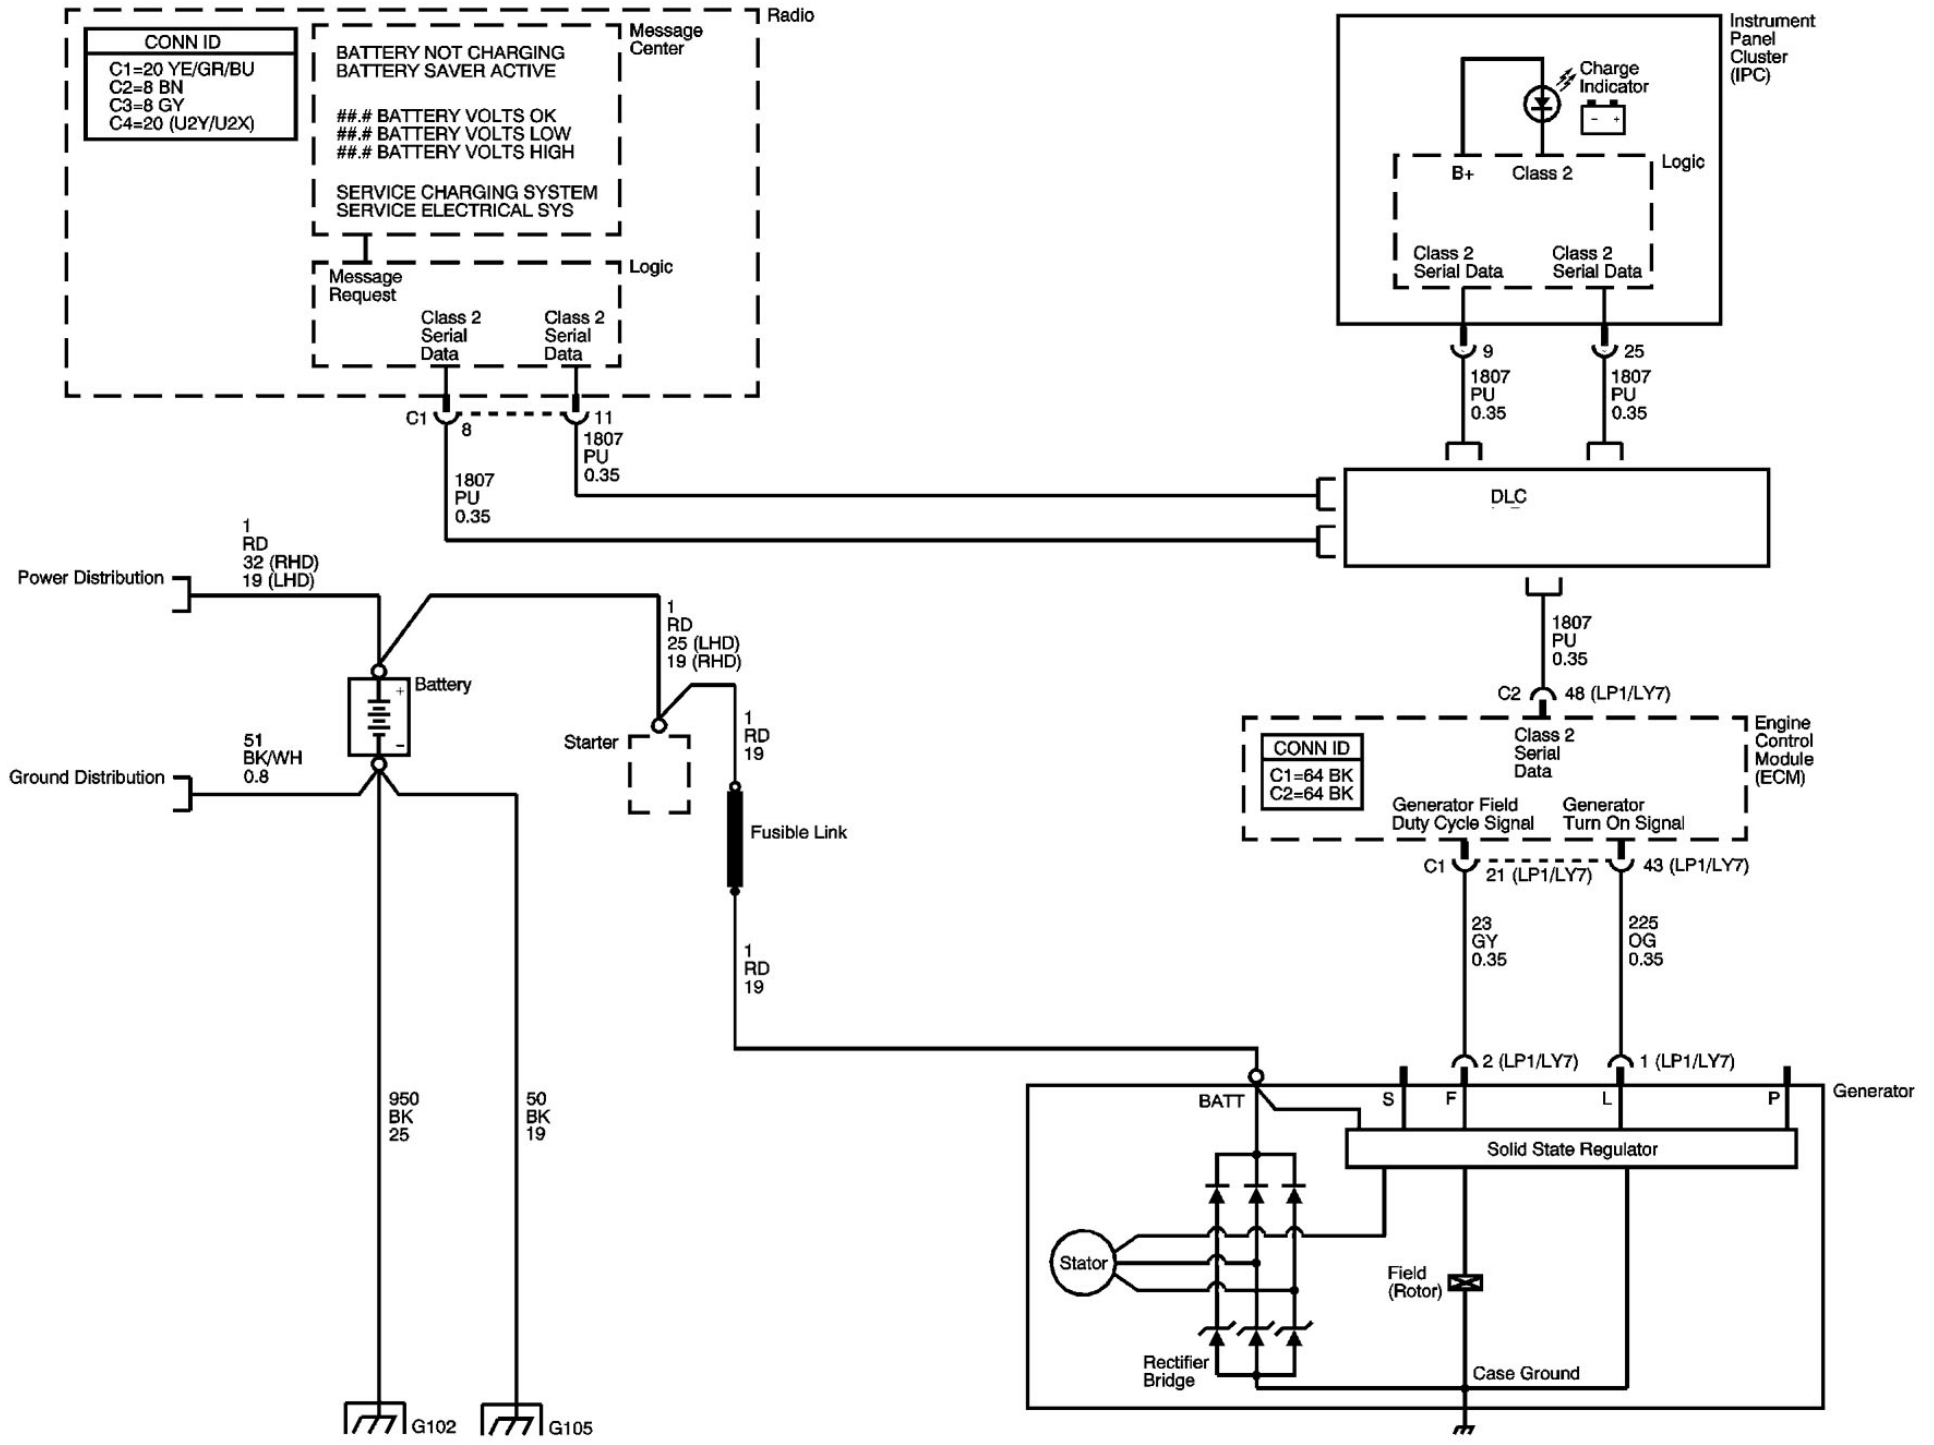 Radio
CONN ID
C1=20 YE/GR/BU
C2=8 BN
C3=8 GY
C4=20 (U2Y/U2X)
Message
Center
BATTERY NOT CHARGING
BATTERY SAVER ACTIVE
##.# BATTERY VOLTS OK
##.# BATTERY VOLTS LOW
##.# BATTERY VOLTS HIGH
SERVICE CHARGING SYSTEM
SERVICE ELECTRICAL SYS
Logic
Message
Request
Class 2
Serial
Data
Class 2
Serial
Data
C1
8
11
1807
PU
0.35
1807
PU
0.35
Instrument
Panel
Cluster
(IPC)
Charge
Indicator
- +
Logic
B+
Class 2
Class 2
Serial Data
Class 2
Serial Data
9
25
1807
PU
0.35
1807
PU
0.35
DLC
1807
PU
0.35
C2
48 (LP1/LY7)
Engine
Control
Module
(ECM)
CONN ID
C1=64 BK
C2=64 BK
Class 2
Serial
Data
Generator Field
Duty Cycle Signal
Generator
Turn On Signal
C1
21 (LP1/LY7)
43 (LP1/LY7)
23
GY
0.35
225
OG
0.35
2 (LP1/LY7)
1 (LP1/LY7)
1
RD
32 (RHD)
19 (LHD)
Power Distribution
Battery
+
-
51
BK/WH
0.8
Ground Distribution
1
RD
25 (LHD)
19 (RHD)
Starter
1
RD
19
Fusible Link
1
RD
19
950
BK
25
50
BK
19
G102
G105
Generator
BATT
S
F
L
P
Solid State Regulator
Stator
Field
(Rotor)
Rectifier
Bridge
Case Ground